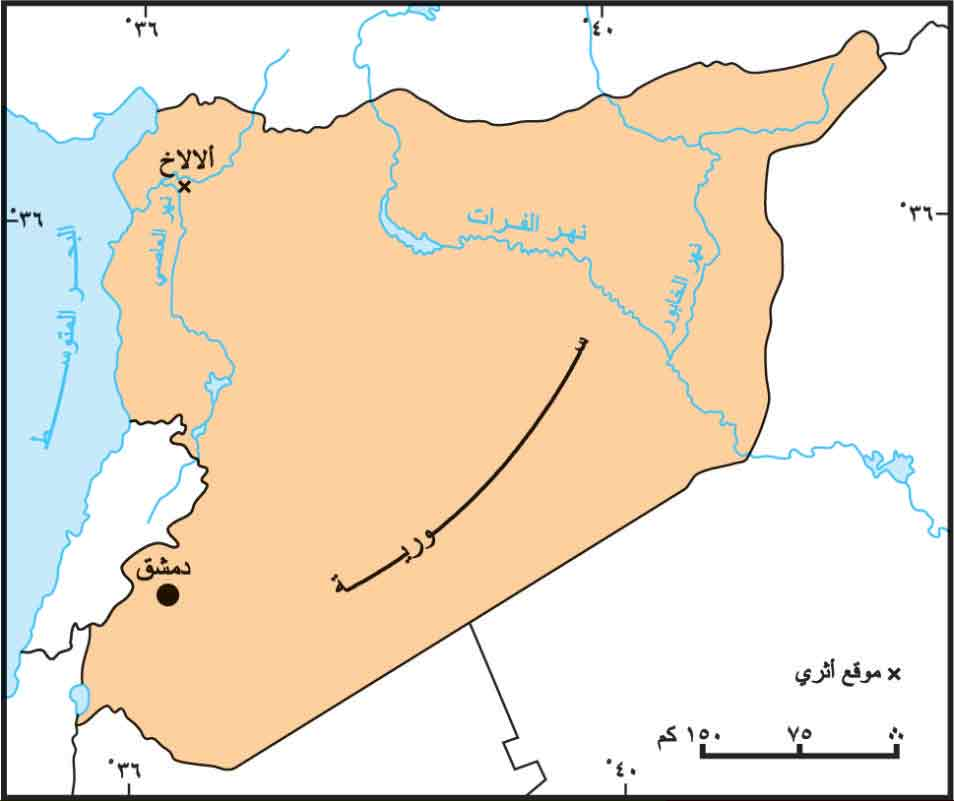 °٣٦
°٤٠
ألالاخ
°٣٦
°٣٦
نهر الفرات
نهر العاصي
البحر المتوسط
نهر الخابور
سورية
دمشق
× موقع أثري
٠ ٧٥ ١٥٠ كم
°٣٦
°٤٠